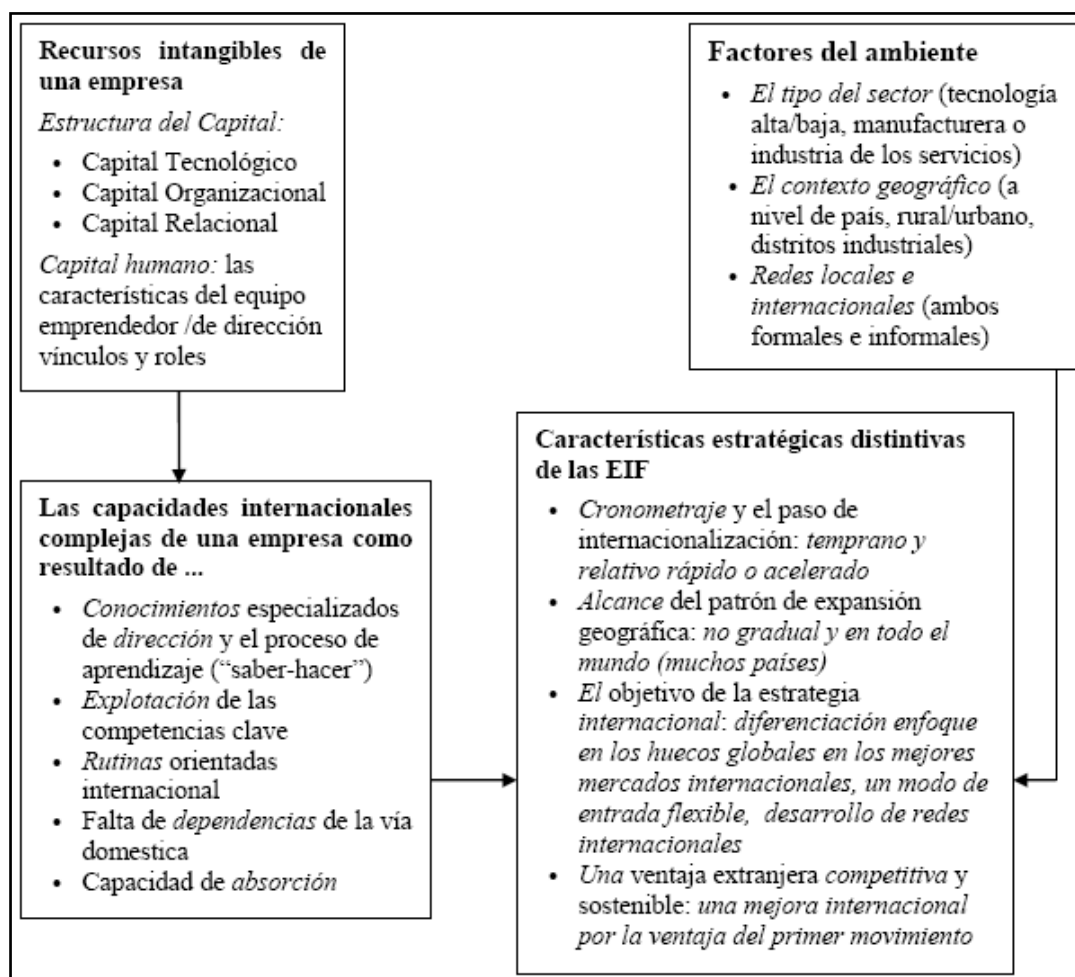 Recursos intangibles de
una empresa
Estructura del Capital:
• Capital Tecnológico
• Capital Organizacional
• Capital Relacional
Capital humano: las
características del equipo
emprendedor /de dirección
vínculos y roles
Factores del ambiente
• El tipo del sector (tecnología
alta/baja, manufacturera o
industria de los servicios)
• El contexto geográfico (a
nivel de país, rural/urbano,
distritos industriales)
• Redes locales e
internacionales (ambos
formales e informales)
Las capacidades internacionales
complejas de una empresa como
resultado de ...
• Conocimientos especializados
de dirección y el proceso de
aprendizaje (“saber-hacer”)
• Explotación de las
competencias clave
• Rutinas orientadas
internacional
• Falta de dependencias de la vía
domestica
• Capacidad de absorción
Características estratégicas distintivas
de las EIF
• Cronometraje y el paso de
internacionalización: temprano y
relativo rápido o acelerado
• Alcance del patrón de expansión
geográfica: no gradual y en todo el
mundo (muchos países)
• El objetivo de la estrategia
internacional: diferenciación enfoque
en los huecos globales en los mejores
mercados internacionales, un modo de
entrada flexible, desarrollo de redes
internacionales
• Una ventaja extranjera competitiva y
sostenible: una mejora internacional
por la ventaja del primer movimiento